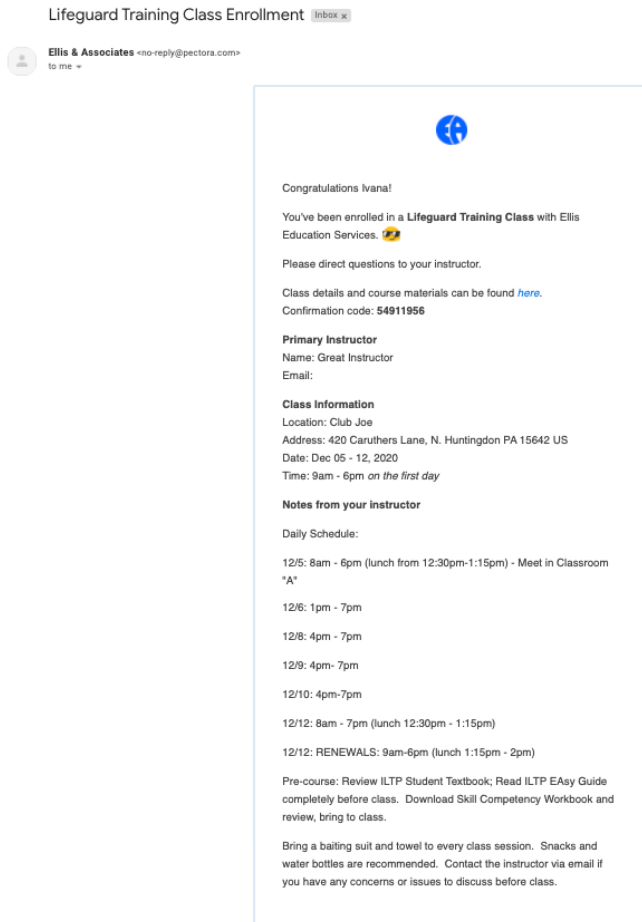 Lifeguard Training Class Enrollment Inbox x
Ellis & Associates <no-reply@pectora.com>
to me
EA
Congratulations Ivana!
You've been enrolled in a Lifeguard Training Class with Ellis
Education Services. 😎
Please direct questions to your instructor.
Class details and course materials can be found here.
Confirmation code: 54911956
Primary Instructor
Name: Great Instructor
Email:
Class Information
Location: Club Joe
Address: 420 Caruthers Lane, N. Huntingdon PA 15642 US
Date: Dec 05 - 12, 2020
Time: 9am - 6pm on the first day
Notes from your instructor
Daily Schedule:
12/5: 8am - 6pm (lunch from 12:30pm-1:15pm) - Meet in Classroom
"A"
12/6: 1pm - 7pm
12/8: 4pm - 7pm
12/9: 4pm- 7pm
12/10: 4pm-7pm
12/12: 8am - 7pm (lunch 12:30pm - 1:15pm)
12/12: RENEWALS: 9am-6pm (lunch 1:15pm - 2pm)
Pre-course: Review ILTP Student Textbook; Read ILTP EAsy Guide
completely before class.  Download Skill Competency Workbook and
review, bring to class.
Bring a baiting suit and towel to every class session.  Snacks and
water bottles are recommended.  Contact the instructor via email if
you have any concerns or issues to discuss before class.